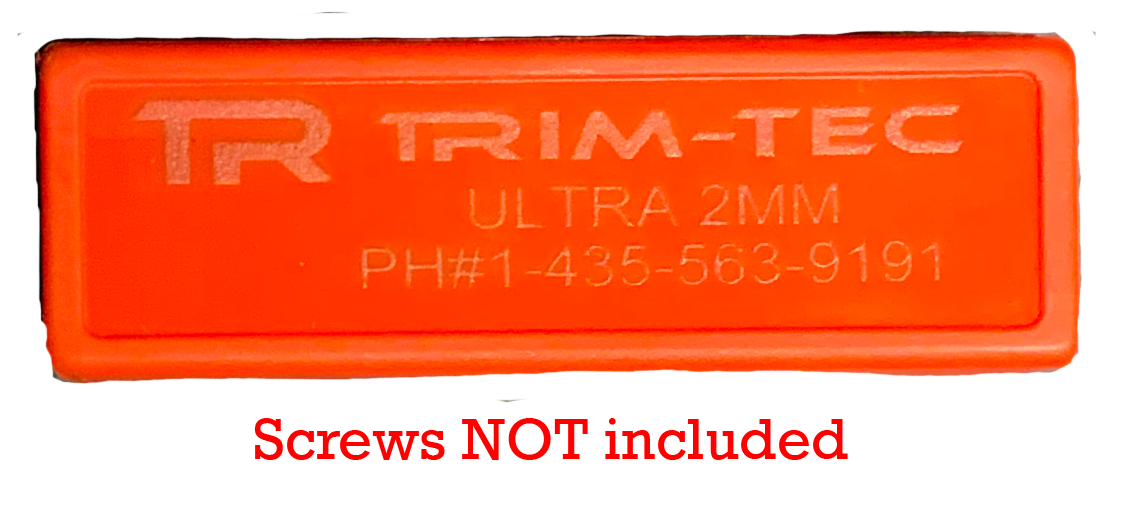 TR TRIM-TEC
ULTRA 2MM
PH#1-435-563-9191
Screws NOT included